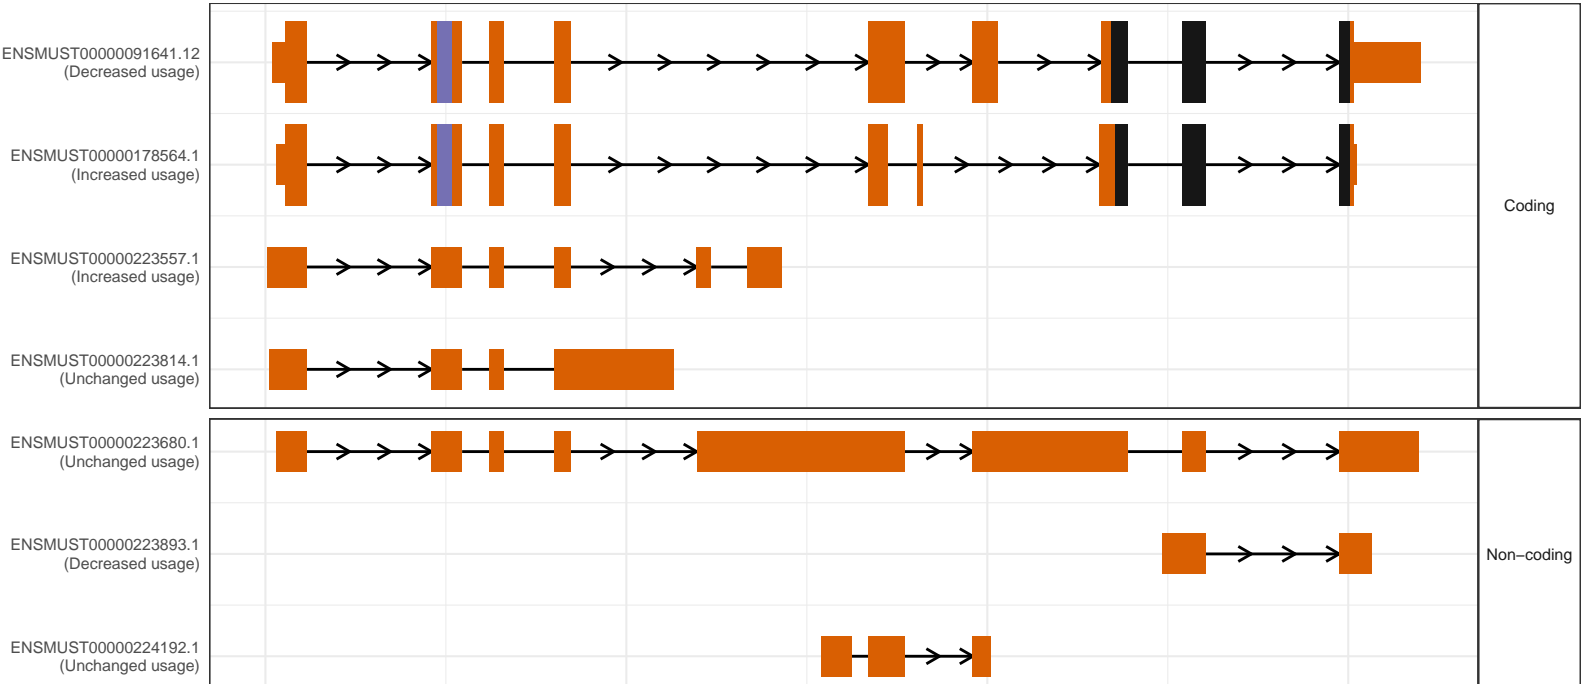 ENSMUST00000091641.12
(Decreased usage)
ENSMUST00000178564.1
(Increased usage)
ENSMUST00000223557.1
(Increased usage)
ENSMUST00000223814.1
(Unchanged usage)
Coding
ENSMUST00000223680.1
(Unchanged usage)
ENSMUST00000223893.1
(Decreased usage)
ENSMUST00000224192.1
(Unchanged usage)
Non−coding